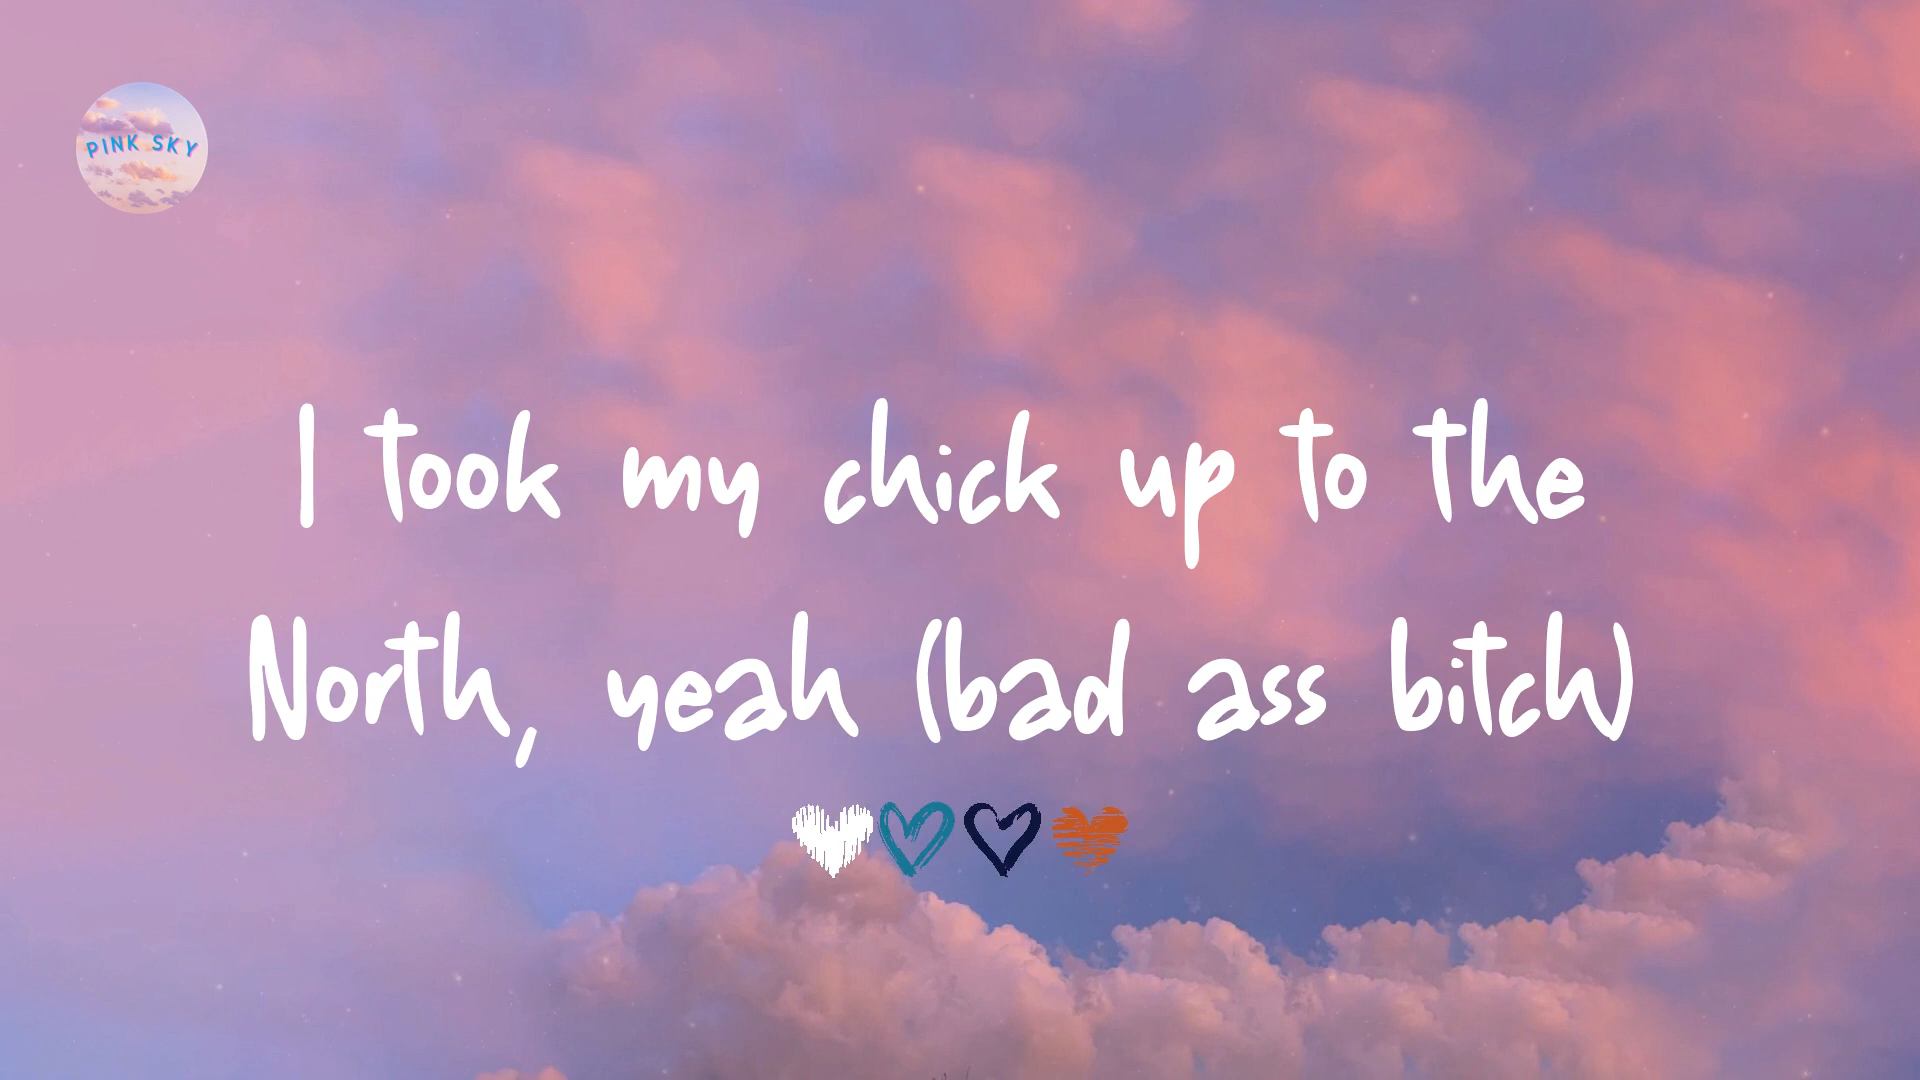 PINK SKY
I took my chick up to the
North, yeah (bad ass bitch)